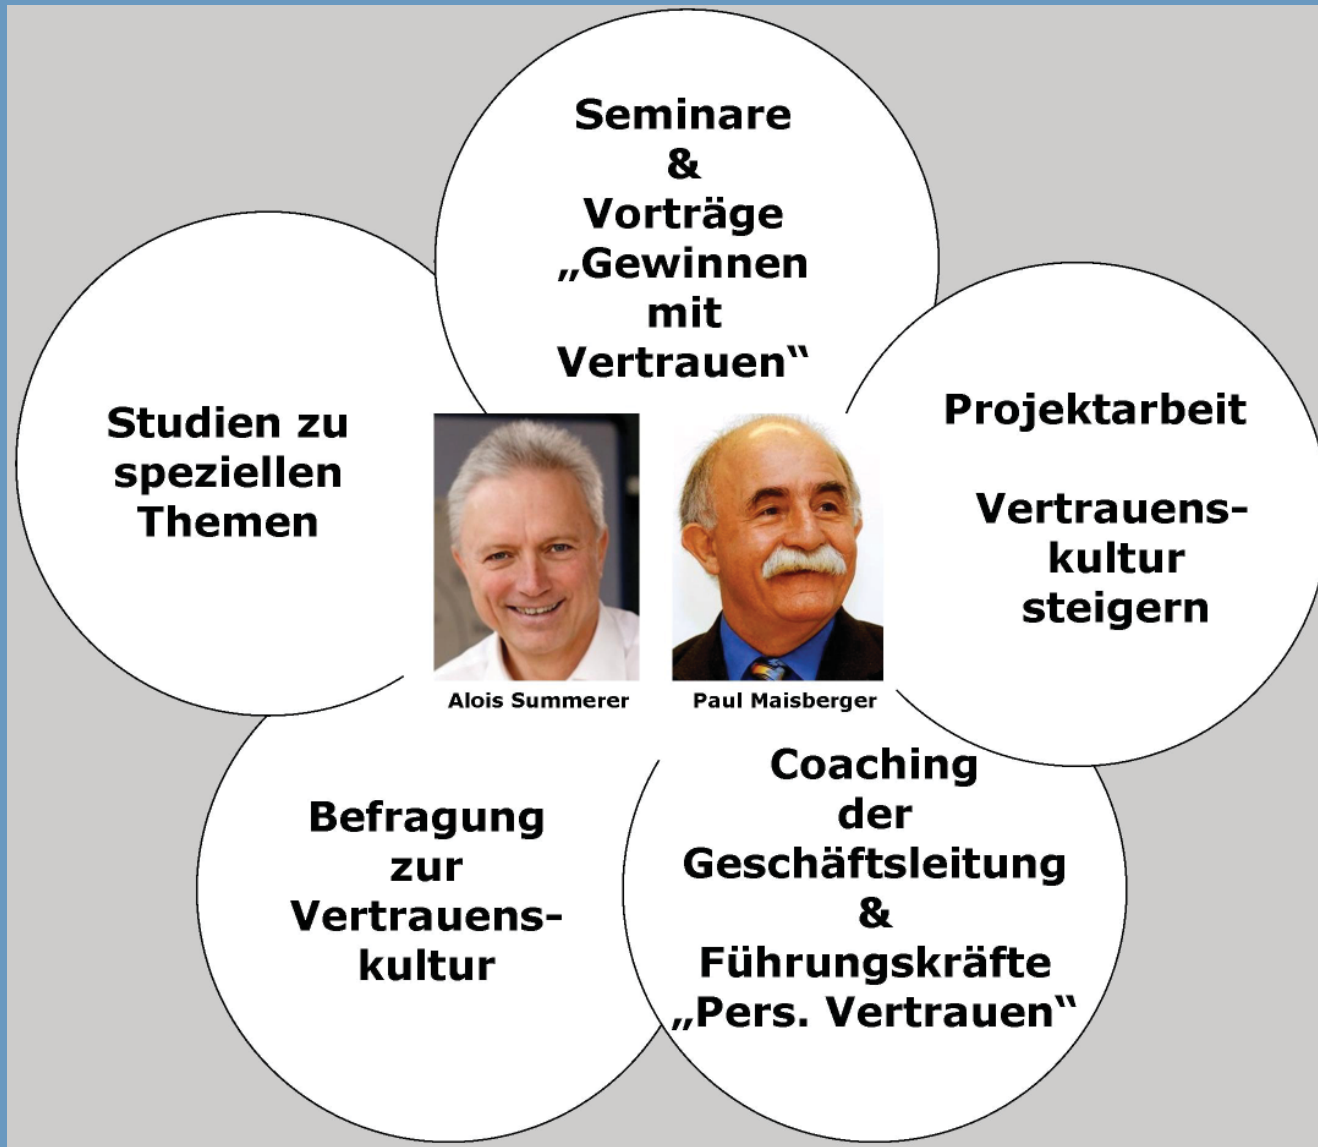 Seminare
&
Vorträge
„Gewinnen
mit
Vertrauen“
Studien zu
speziellen
Themen
Projektarbeit
Vertrauens-
kultur
steigern
Alois Summerer
Paul Maisberger
Befragung
zur
Vertrauens-
kultur
Coaching
der
Geschäftsleitung
&
Führungskräfte
„Pers. Vertrauen“